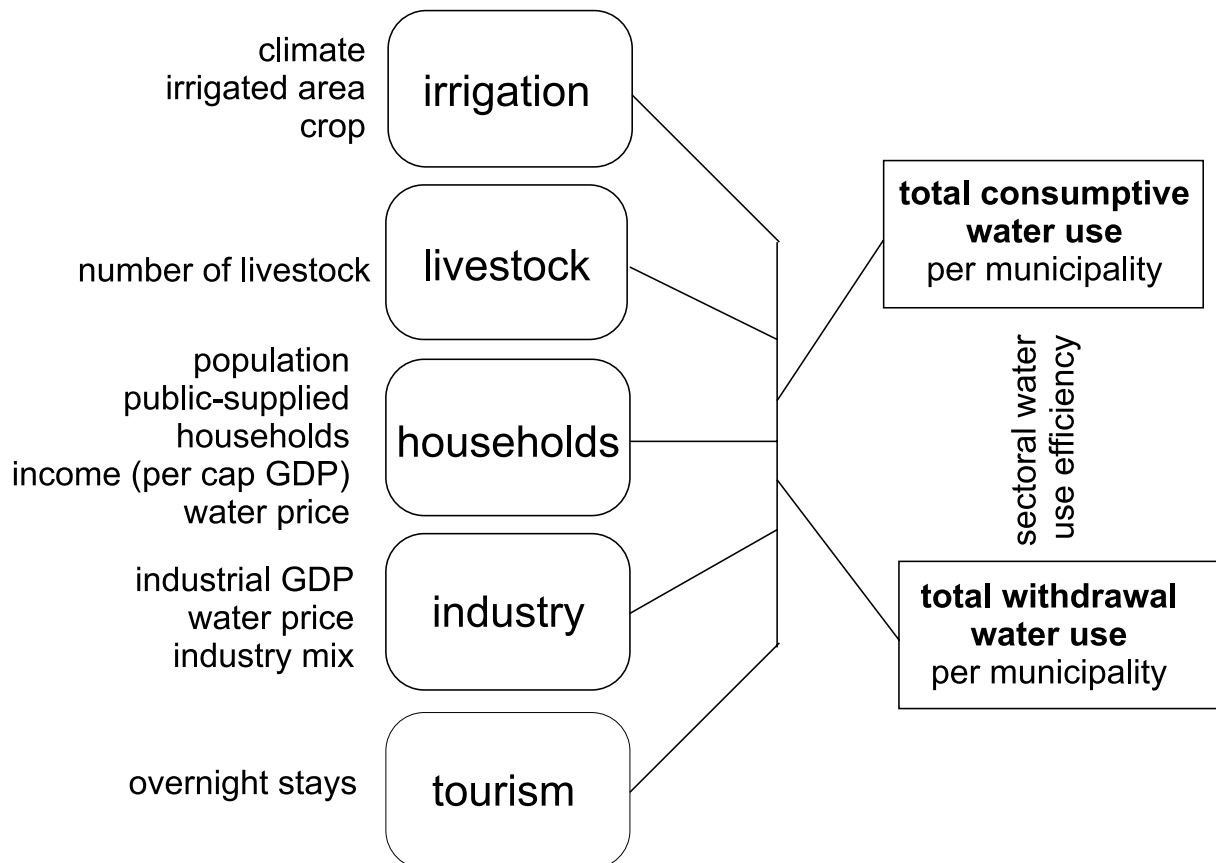 climate
irrigated area
crop
irrigation
number of livestock
livestock
population
public-supplied
households
income (per cap GDP)
water price
households
industrial GDP
water price
industry mix
industry
overnight stays
tourism
total consumptive
water use
per municipality
sectoral water
use efficiency
total withdrawal
water use
per municipality